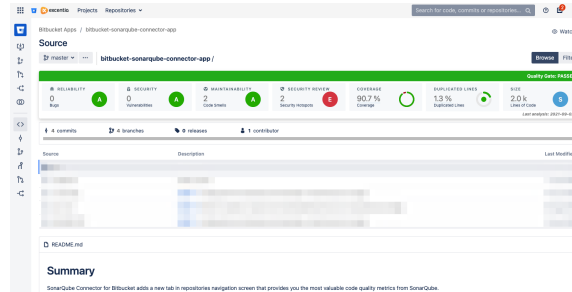 excentia Projects Repositories Search for code, commits or repositories...
Bitbucket Apps / bitbucket-sonarqube-connector-app
Source
master bitbucket-sonarqube-connector-app / Browse
Quality Gate: PASSE
RELIABILITY SECURITY MAINTAINABILITY SECURITY REVIEW COVERAGE DUPLICATED LINES SIZE
0 A 0 A 2 A 2 E 90.7 % 1.3 % 2.0 k S
Bugs Vulnerabilities Code Smells Security Hotspots Coverage Duplicated Lines Lines of Code
4 commits 4 branches 0 releases 1 contributor
Source Description Last Modifie
README.md
Summary
SonarQube Connector for Bitbucket adds a new tab in repositories navigation screen that provides you the most valuable code quality metrics from SonarQube.